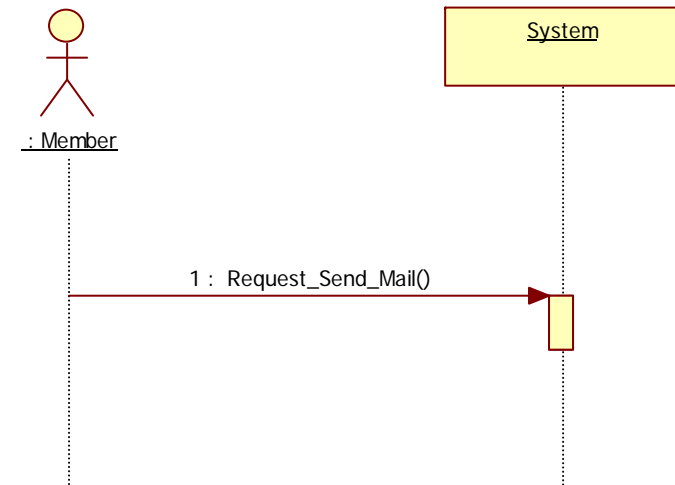 System
: Member
1 : Request_Send_Mail()